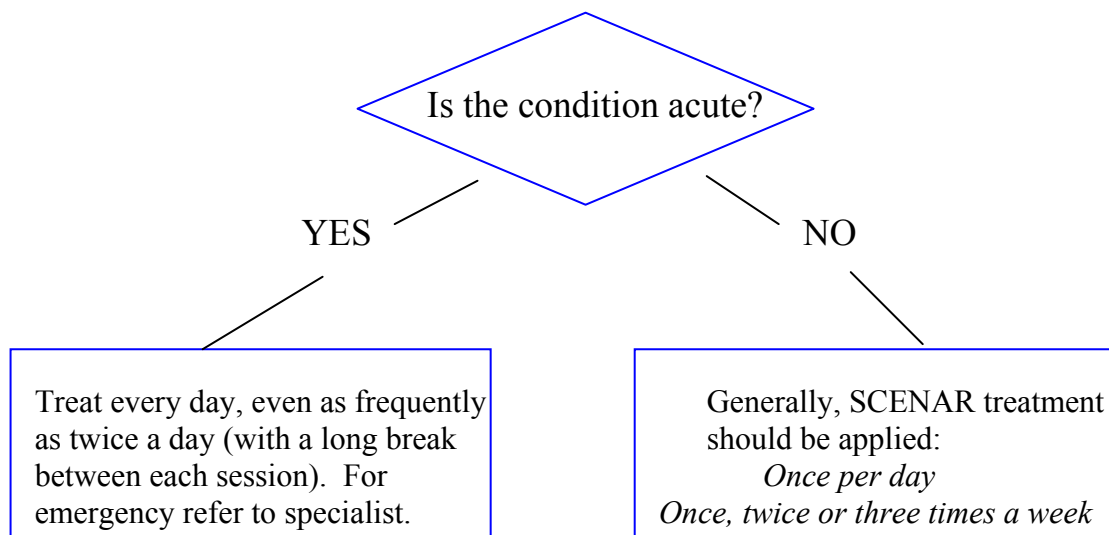 Is the condition acute?
YES
NO
Treat every day, even as frequently
as twice a day (with a long break
between each session).  For
emergency refer to specialist.
Generally, SCENAR treatment
should be applied:
Once per day
Once, twice or three times a week